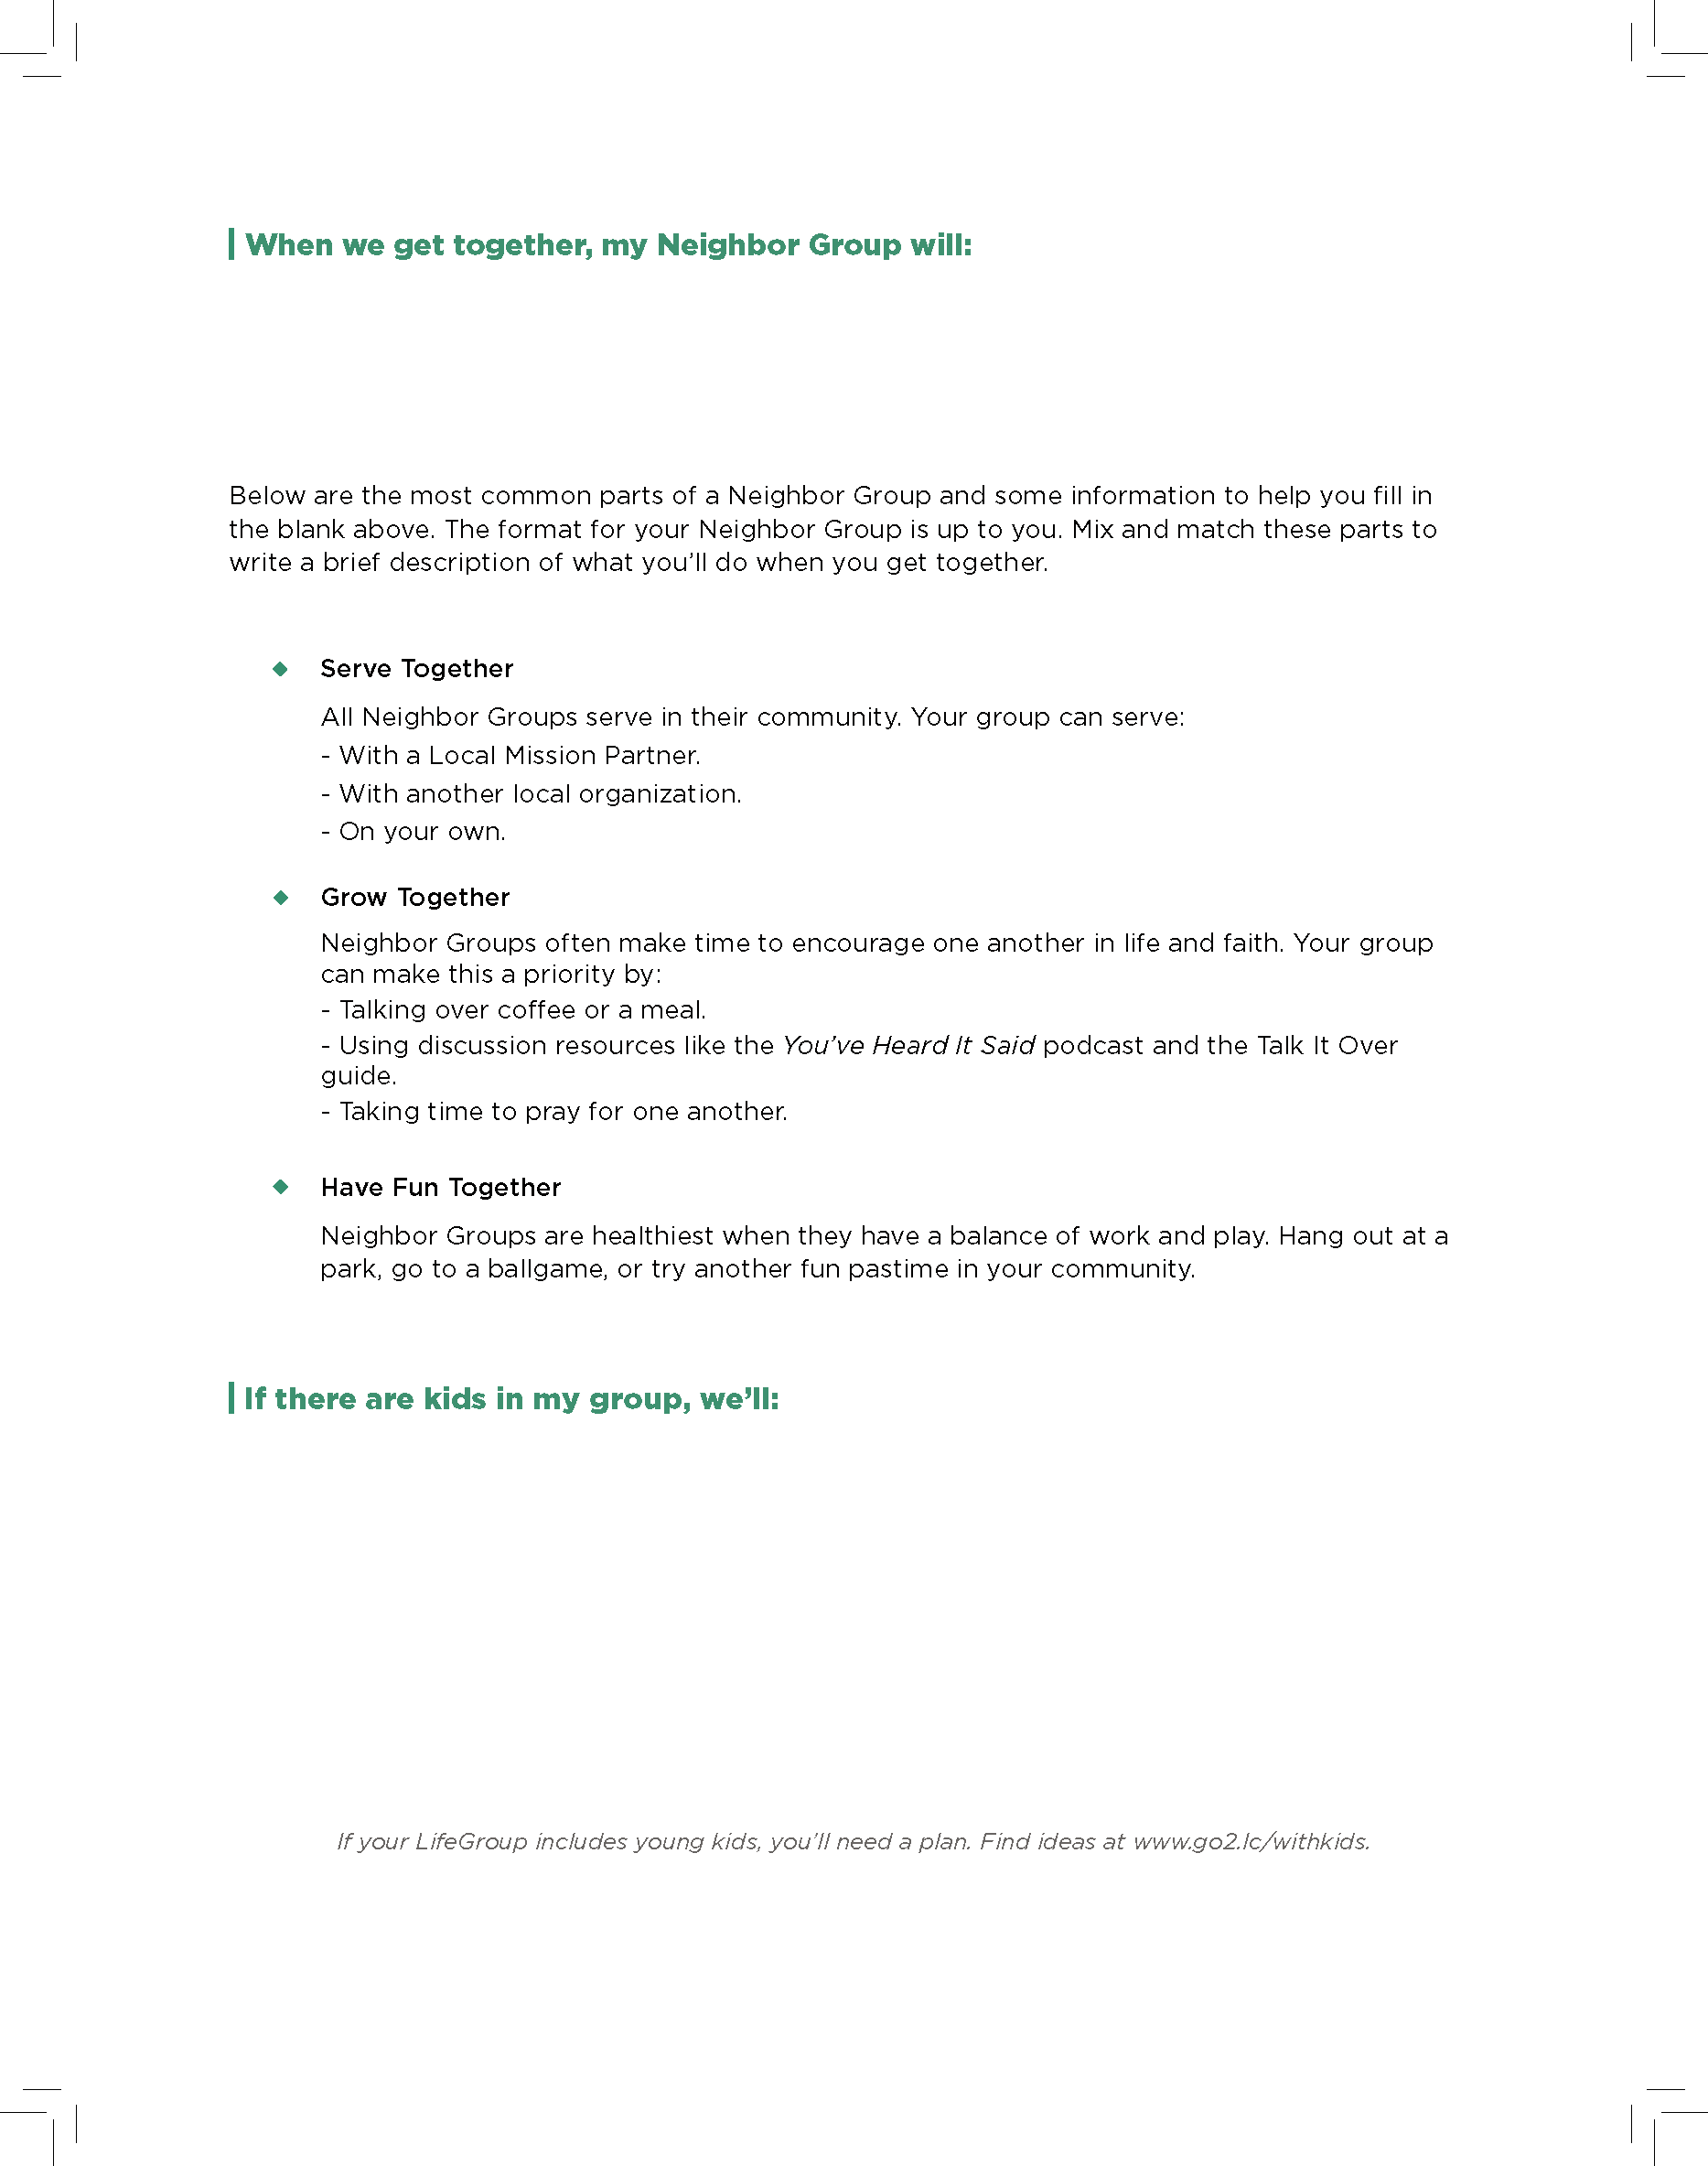 When we get together, my Neighbor Group will:
Below are the most common parts of a Neighbor Group and some information to help you fill in
the blank above. The format for your Neighbor Group is up to you. Mix and match these parts to
write a brief description of what you’ll do when you get together.
Serve Together
All Neighbor Groups serve in their community. Your group can serve:
- With a Local Mission Partner.
- With another local organization.
- On your own.
Grow Together
Neighbor Groups often make time to encourage one another in life and faith. Your group
can make this a priority by:
- Talking over coffee or a meal.
- Using discussion resources like the You’ve Heard It Said podcast and the Talk It Over
guide.
- Taking time to pray for one another.
Have Fun Together
Neighbor Groups are healthiest when they have a balance of work and play. Hang out at a
park, go to a ballgame, or try another fun pastime in your community.
If there are kids in my group, we’ll:
If your LifeGroup includes young kids, you’ll need a plan. Find ideas at www.go2.lc/withkids.